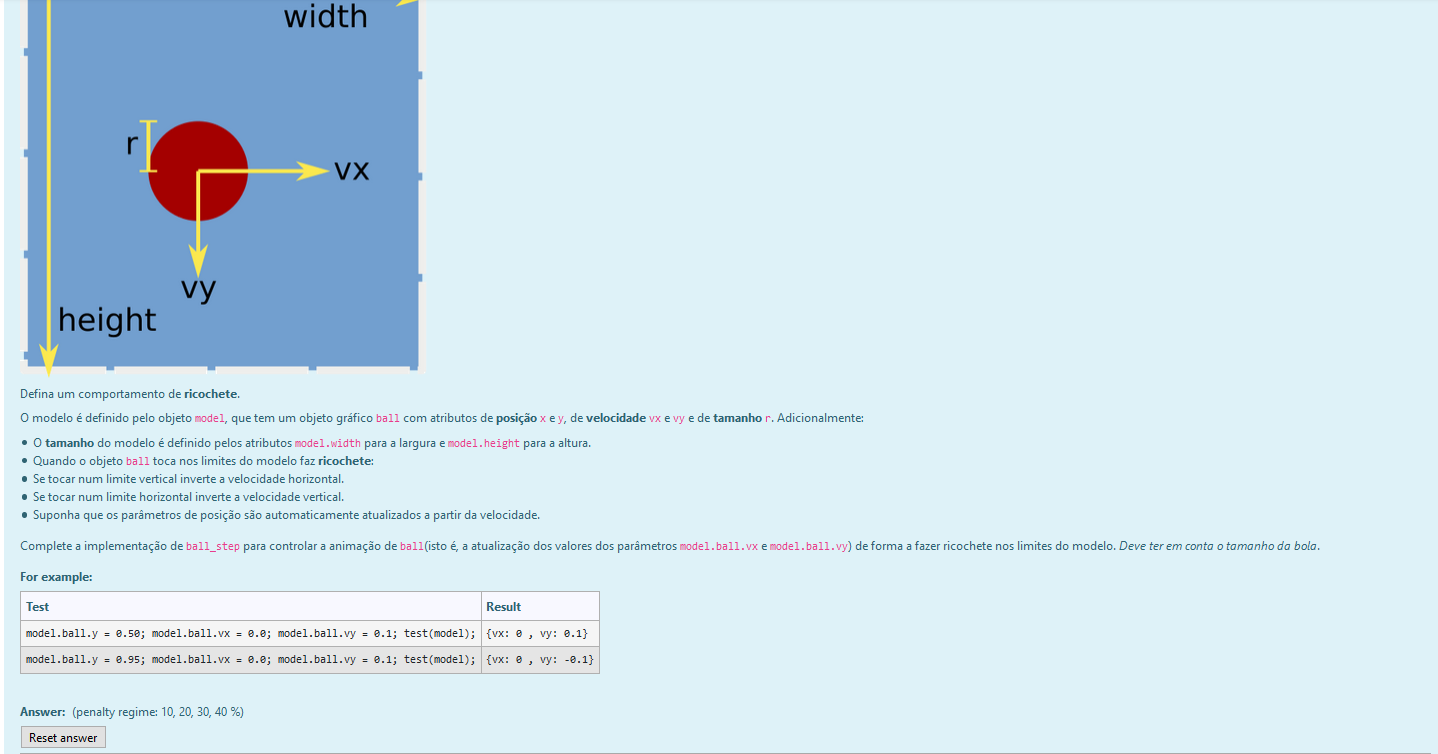 width
r
vx
vy
height
Defina um comportamento de ricochete.
O modelo é definido pelo objeto model, que tem um objeto gráfico ball com atributos de posição x e y, de velocidade vx e vy e de tamanho r. Adicionalmente:
• O tamanho do modelo é definido pelos atributos model.width para a largura e model.height para a altura.
• Quando o objeto ball toca nos limites do modelo faz ricochete:
• Se tocar num limite vertical inverte a velocidade horizontal.
• Se tocar num limite horizontal inverte a velocidade vertical.
• Suponha que os parâmetros de posição são automaticamente atualizados a partir da velocidade.
Complete a implementação de ball_step para controlar a animação de ball(isto é, a atualização dos valores dos parâmetros model.ball.vx e model.ball.vy) de forma a fazer ricochete nos limites do modelo. Deve ter em conta o tamanho da bola.
For example:
Test Result
model.ball.y = 0.50; model.ball.vx = 0.0; model.ball.vy = 0.1; test(model); {vx: 0 , vy: 0.1}
model.ball.y = 0.95; model.ball.vx = 0.0; model.ball.vy = 0.1; test(model); {vx: 0 , vy: -0.1}
Answer: (penalty regime: 10, 20, 30, 40 %)
Reset answer